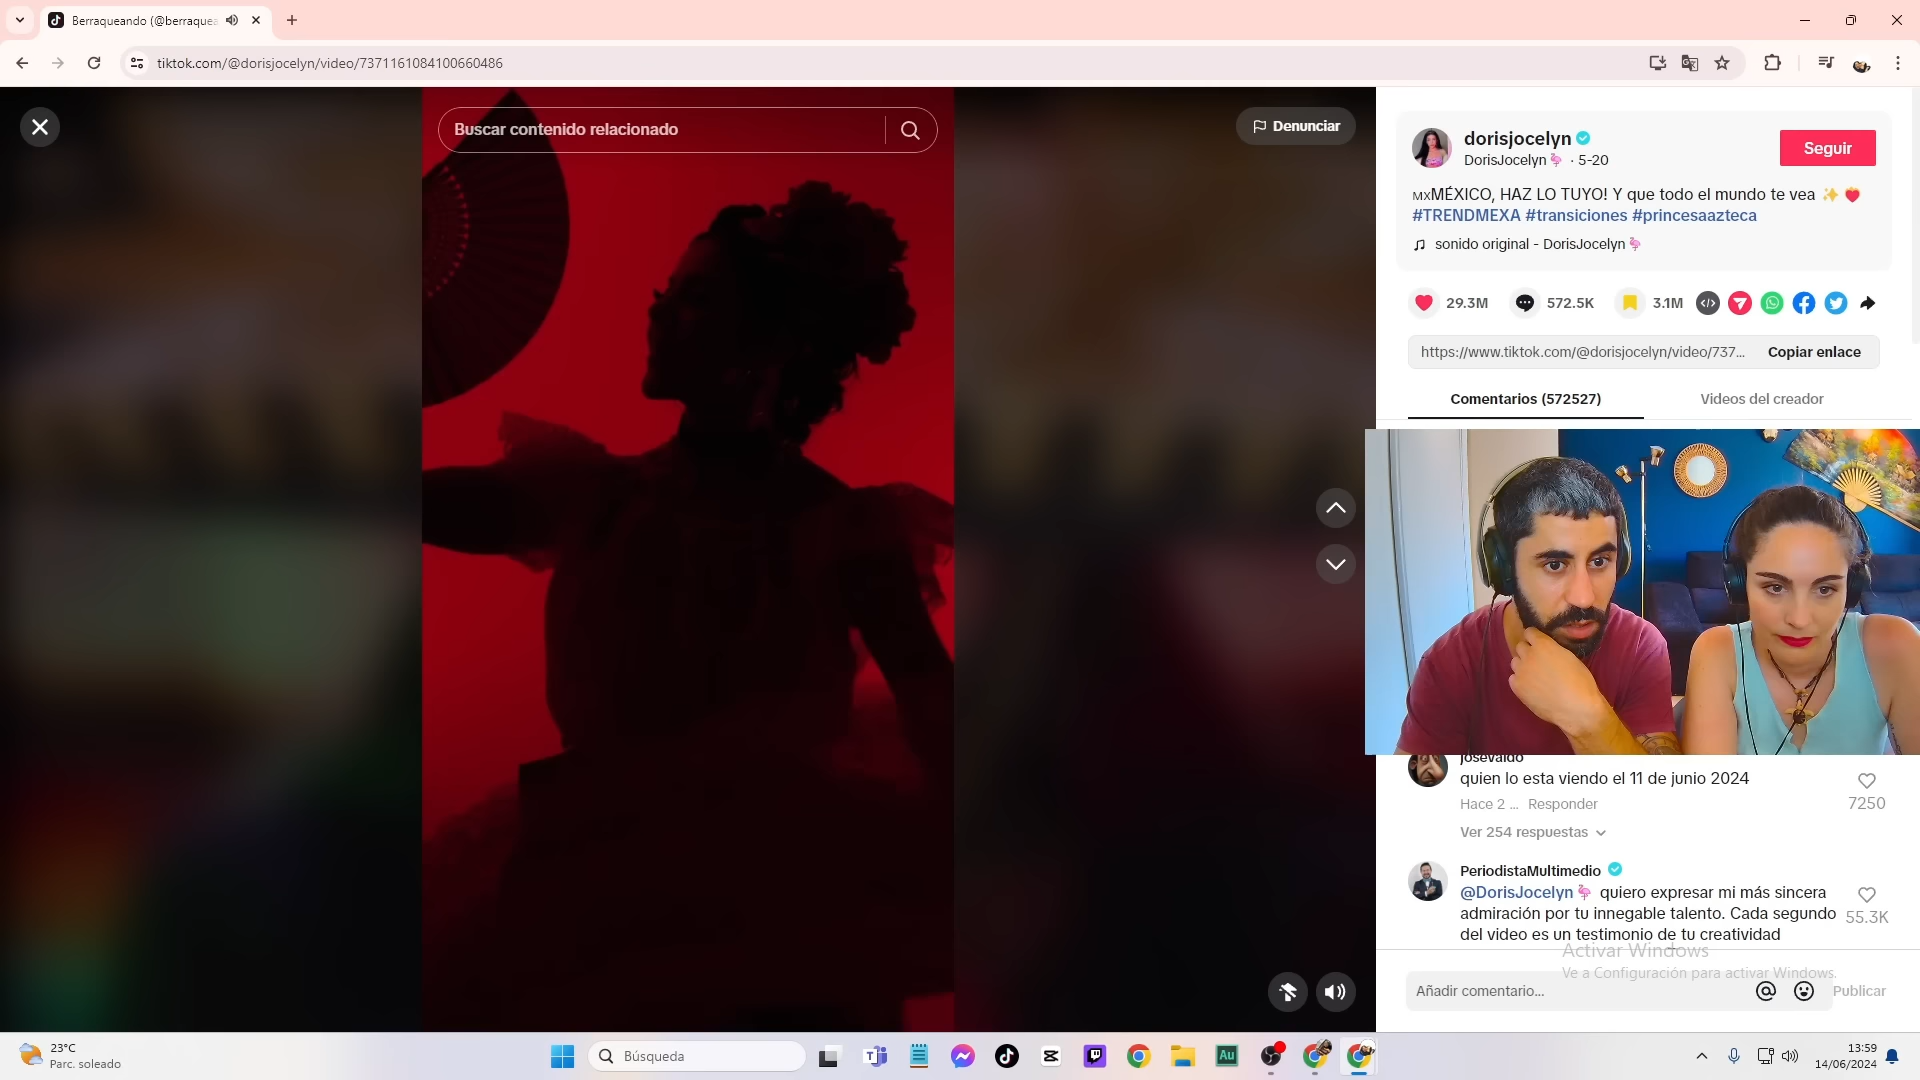 Berraqueando (@berraquea
tiktok.com/@dorisjocelyn/video/7371161084100660486
Buscar contenido relacionado
Denunciar
dorisjocelyn
DorisJocelyn🦩 · 5-20
Seguir
MXMÉXICO, HAZ LO TUYO! Y que todo el mundo te vea ✨ ❤️
#TRENDMEXA #transiciones #princesaazteca
♫ sonido original - DorisJocelyn🦩
29.3M
572.5K
3.1M
https://www.tiktok.com/@dorisjocelyn/video/737...
Copiar enlace
Comentarios (572527)
Videos del creador
josevaldo
quien lo esta viendo el 11 de junio 2024
Hace 2 ... Responder
7250
Ver 254 respuestas
PeriodistaMultimedio
@DorisJocelyn🦩 quiero expresar mi más sincera
admiración por tu innegable talento. Cada segundo
del video es un testimonio de tu creatividad
55.3K
Activar Windows
Ve a Configuración para activar Windows.
Añadir comentario...
Publicar
23°C
Parc. soleado
Búsqueda
Au
13:59
14/06/2024